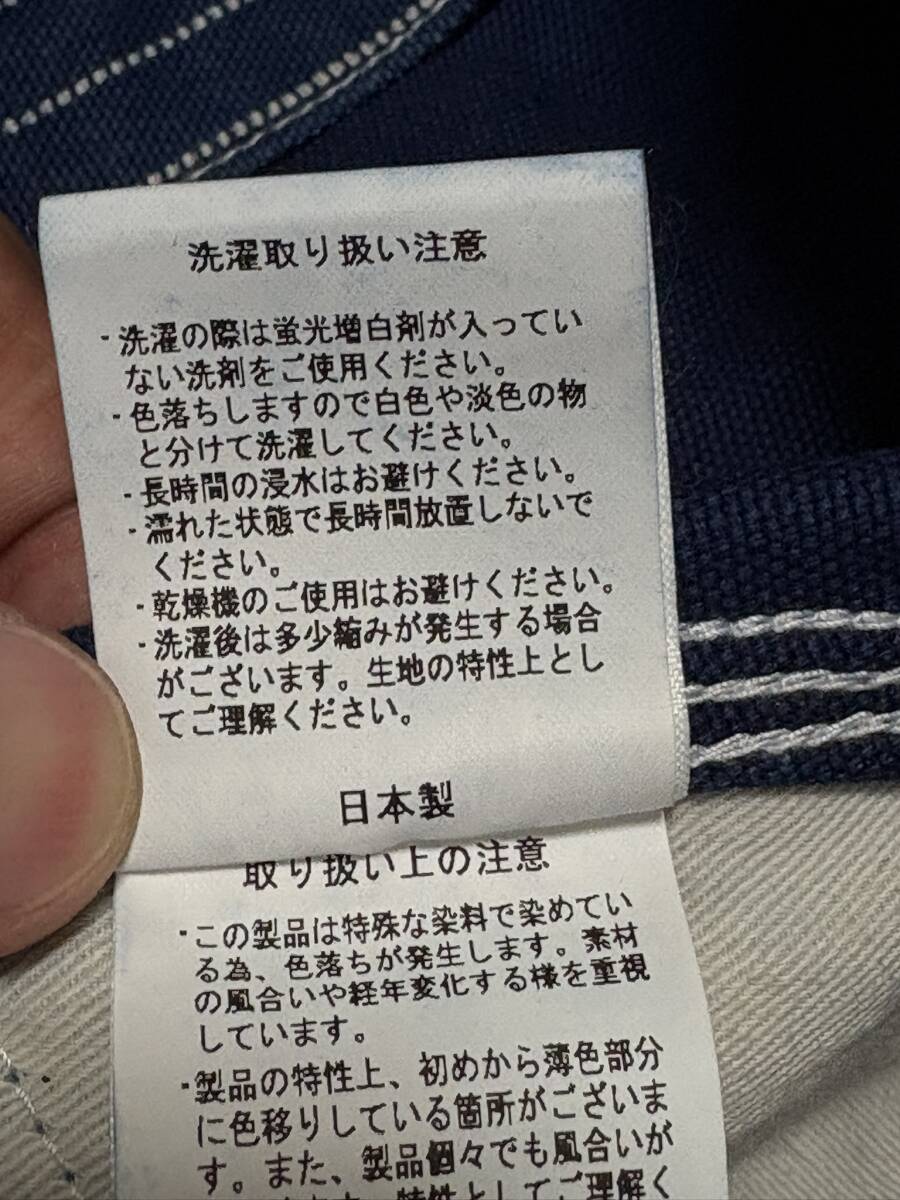 洗濯取り扱い注意
・洗濯の際は蛍光増白剤が入ってい
ない洗剤をご使用ください。
・色落ちしますので白色や淡色の物
と分けて洗濯してください。
・長時間の浸水はお避けください。
・濡れた状態で長時間放置しないで
ください。
・乾燥機のご使用はお避けください。
・洗濯後は多少縮みが発生する場合
がございます。生地の特性上とし
てご理解ください。
日本製
取り扱い上の注意
・この製品は特殊な染料で染めてい
る為、色落ちが発生します。素材
の風合いや経年変化する様を重視
しています。
・製品の特性上、初めから薄色部分
に色移りしている箇所がございま
す。また、製品個々でも風合いが
特性としてご理解く